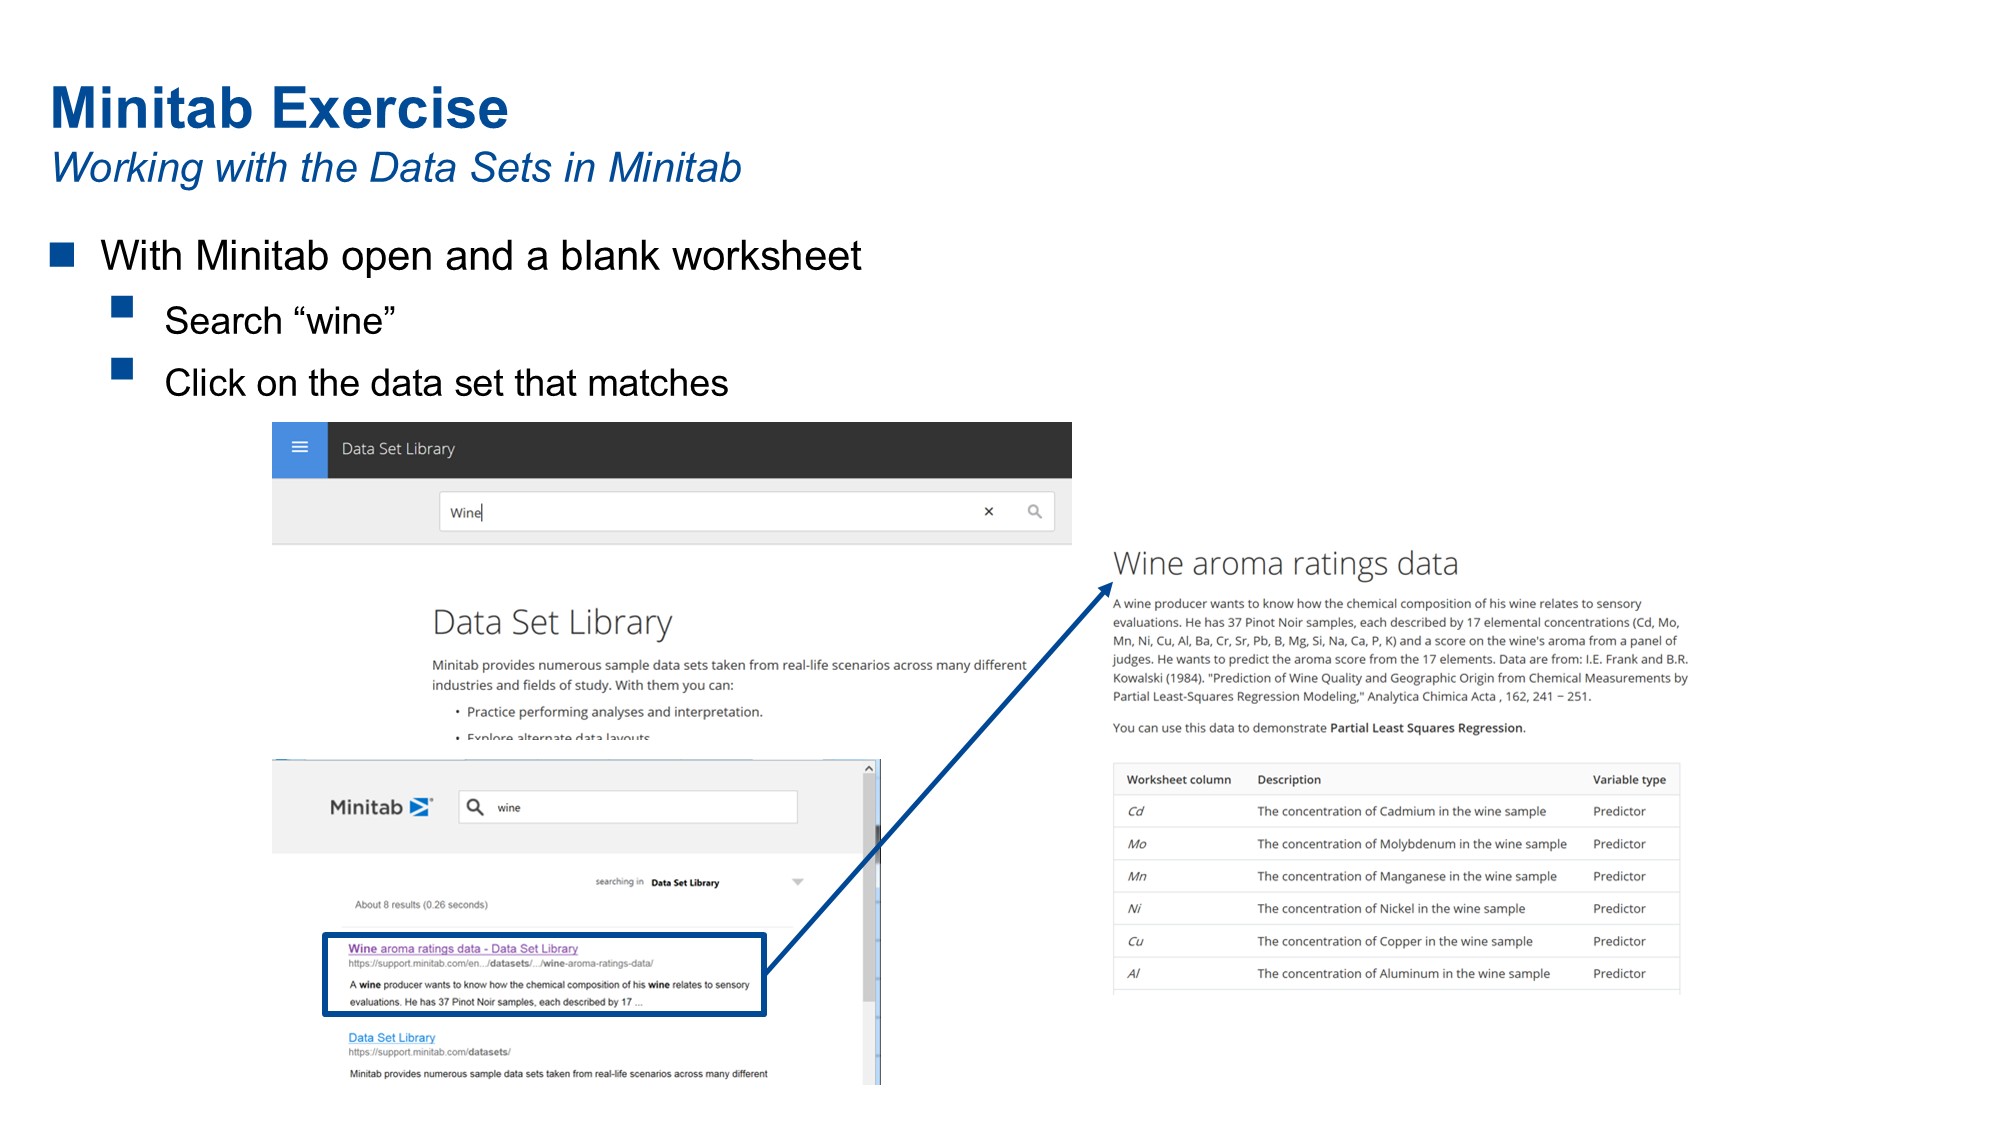 Minitab Exercise
Working with the Data Sets in Minitab
With Minitab open and a blank worksheet
Search “wine”
Click on the data set that matches
Data Set Library
Wine
Data Set Library
Minitab provides numerous sample data sets taken from real-life scenarios across many different
industries and fields of study. With them you can:
• Practice performing analyses and interpretation.
• Explore alternate data layouts
Minitab
wine
searching in Data Set Library
About 8 results (0.26 seconds)
Wine aroma ratings data - Data Set Library
https://support.minitab.com/en.../datasets/.../wine-aroma-ratings-data/
A wine producer wants to know how the chemical composition of his wine relates to sensory
evaluations. He has 37 Pinot Noir samples, each described by 17 ...
Data Set Library
https://support.minitab.com/datasets/
Minitab provides numerous sample data sets taken from real-life scenarios across many different
Wine aroma ratings data
A wine producer wants to know how the chemical composition of his wine relates to sensory
evaluations. He has 37 Pinot Noir samples, each described by 17 elemental concentrations (Cd, Mo,
Mn, Ni, Cu, Al, Ba, Cr, Sr, Pb, B, Mg, Si, Na, Ca, P, K) and a score on the wine's aroma from a panel of
judges. He wants to predict the aroma score from the 17 elements. Data are from: I.E. Frank and B.R.
Kowalski (1984). "Prediction of Wine Quality and Geographic Origin from Chemical Measurements by
Partial Least-Squares Regression Modeling," Analytica Chimica Acta , 162, 241 − 251.
You can use this data to demonstrate Partial Least Squares Regression.
Worksheet column Description Variable type
Cd The concentration of Cadmium in the wine sample Predictor
Mo The concentration of Molybdenum in the wine sample Predictor
Mn The concentration of Manganese in the wine sample Predictor
Ni The concentration of Nickel in the wine sample Predictor
Cu The concentration of Copper in the wine sample Predictor
Al The concentration of Aluminum in the wine sample Predictor